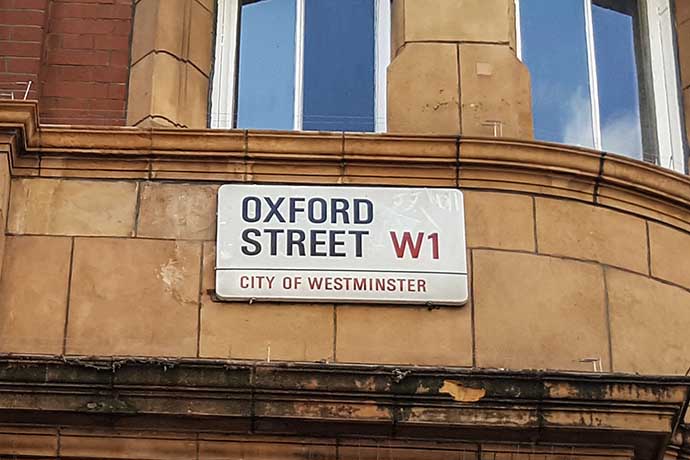 OXFORD
STREET W1
CITY OF WESTMINSTER